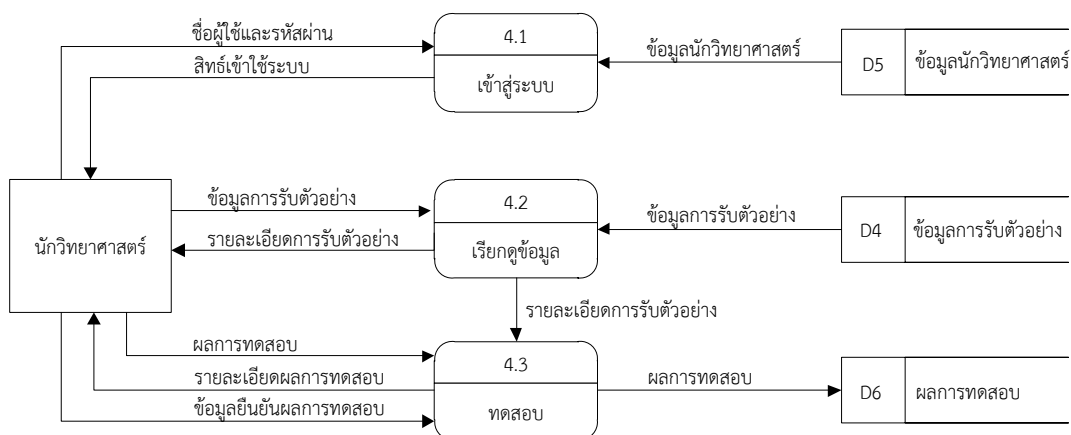 ชื่อผู้ใช้และรหัสผ่าน
4.1
ข้อมูลนักวิทยาศาสตร์
D5
ข้อมูลนักวิทยาศาสตร์
สิทธ์เข้าใช้ระบบ
เข้าสู่ระบบ
ข้อมูลการรับตัวอย่าง
4.2
ข้อมูลการรับตัวอย่าง
D4
ข้อมูลการรับตัวอย่าง
นักวิทยาศาสตร์
รายละเอียดการรับตัวอย่าง
เรียกดูข้อมูล
รายละเอียดการรับตัวอย่าง
ผลการทดสอบ
4.3
รายละเอียดผลการทดสอบ
ผลการทดสอบ
D6
ผลการทดสอบ
ข้อมูลยืนยันผลการทดสอบ
ทดสอบ